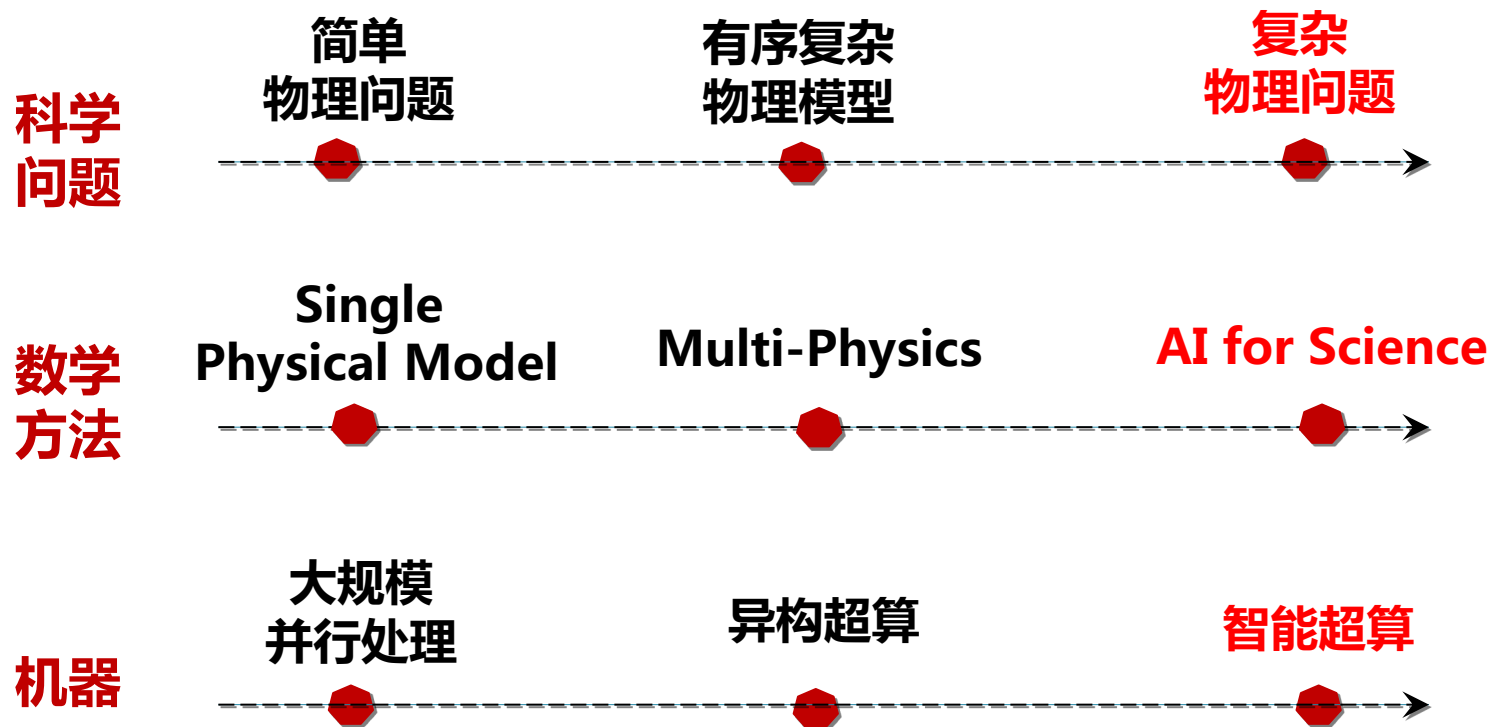 简单
物理问题
有序复杂
物理模型
复杂
物理问题
科学
问题
Single
Physical Model
Multi-Physics
AI for Science
数学
方法
大规模
并行处理
异构超算
智能超算
机器